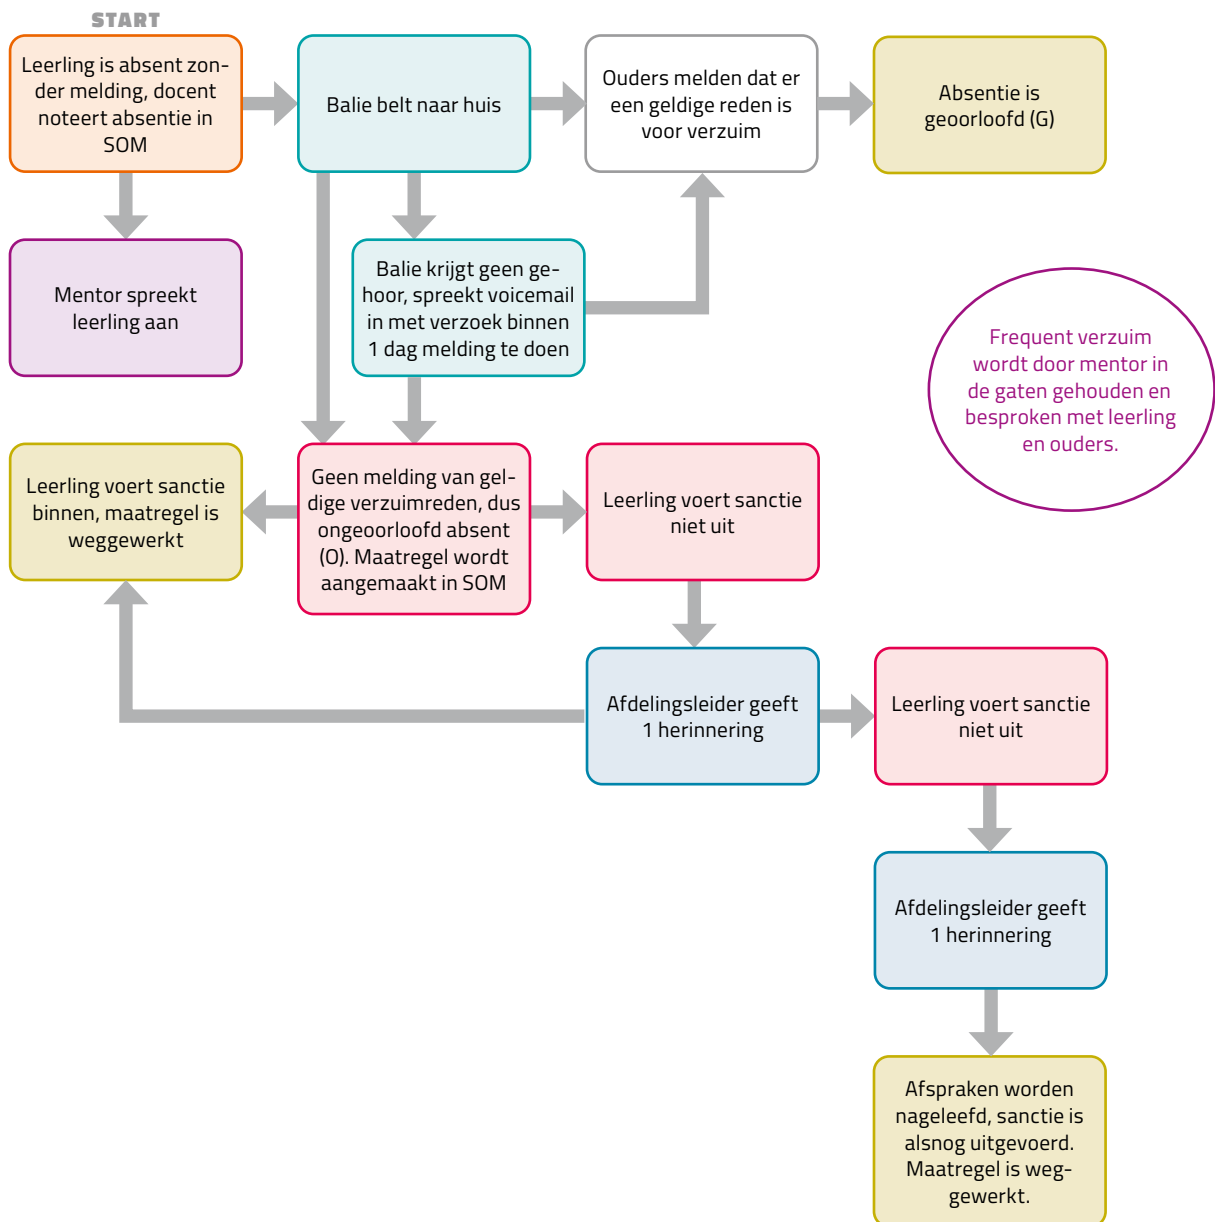 START
Leerling is absent zon-
der melding, docent
noteert absentie in
SOM
Balie belt naar huis
Ouders melden dat er
een geldige reden is
voor verzuim
Absentie is
geoorloofd (G)
Mentor spreekt
leerling aan
Balie krijgt geen ge-
hoor, spreekt voicemail
in met verzoek binnen
1 dag melding te doen
Frequent verzuim
wordt door mentor in
de gaten gehouden en
besproken met leerling
en ouders.
Leerling voert sanctie
binnen, maatregel is
weggewerkt
Geen melding van gel-
dige verzuimreden, dus
ongeoorloofd absent
(O). Maatregel wordt
aangemaakt in SOM
Leerling voert sanctie
niet uit
Afdelingsleider geeft
1 herinnering
Leerling voert sanctie
niet uit
Afdelingsleider geeft
1 herinnering
Afspraken worden
nageleefd, sanctie is
alsnog uitgevoerd.
Maatregel is weg-
gewerkt.